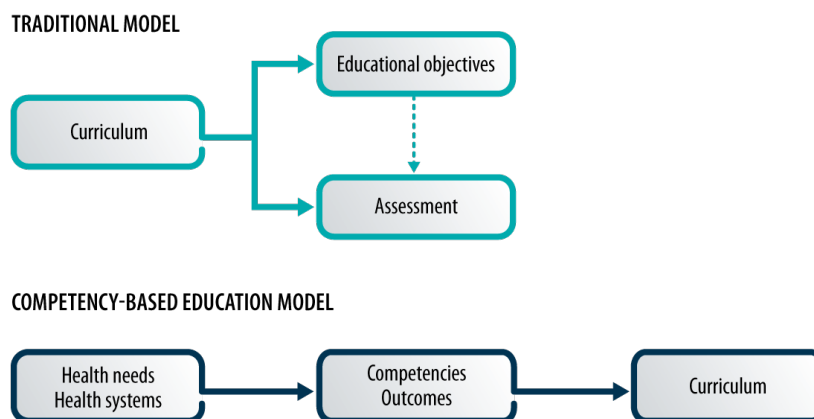 TRADITIONAL MODEL
Educational objectives
Curriculum
Assessment
COMPETENCY-BASED EDUCATION MODEL
Health needs
Health systems
Competencies
Outcomes
Curriculum